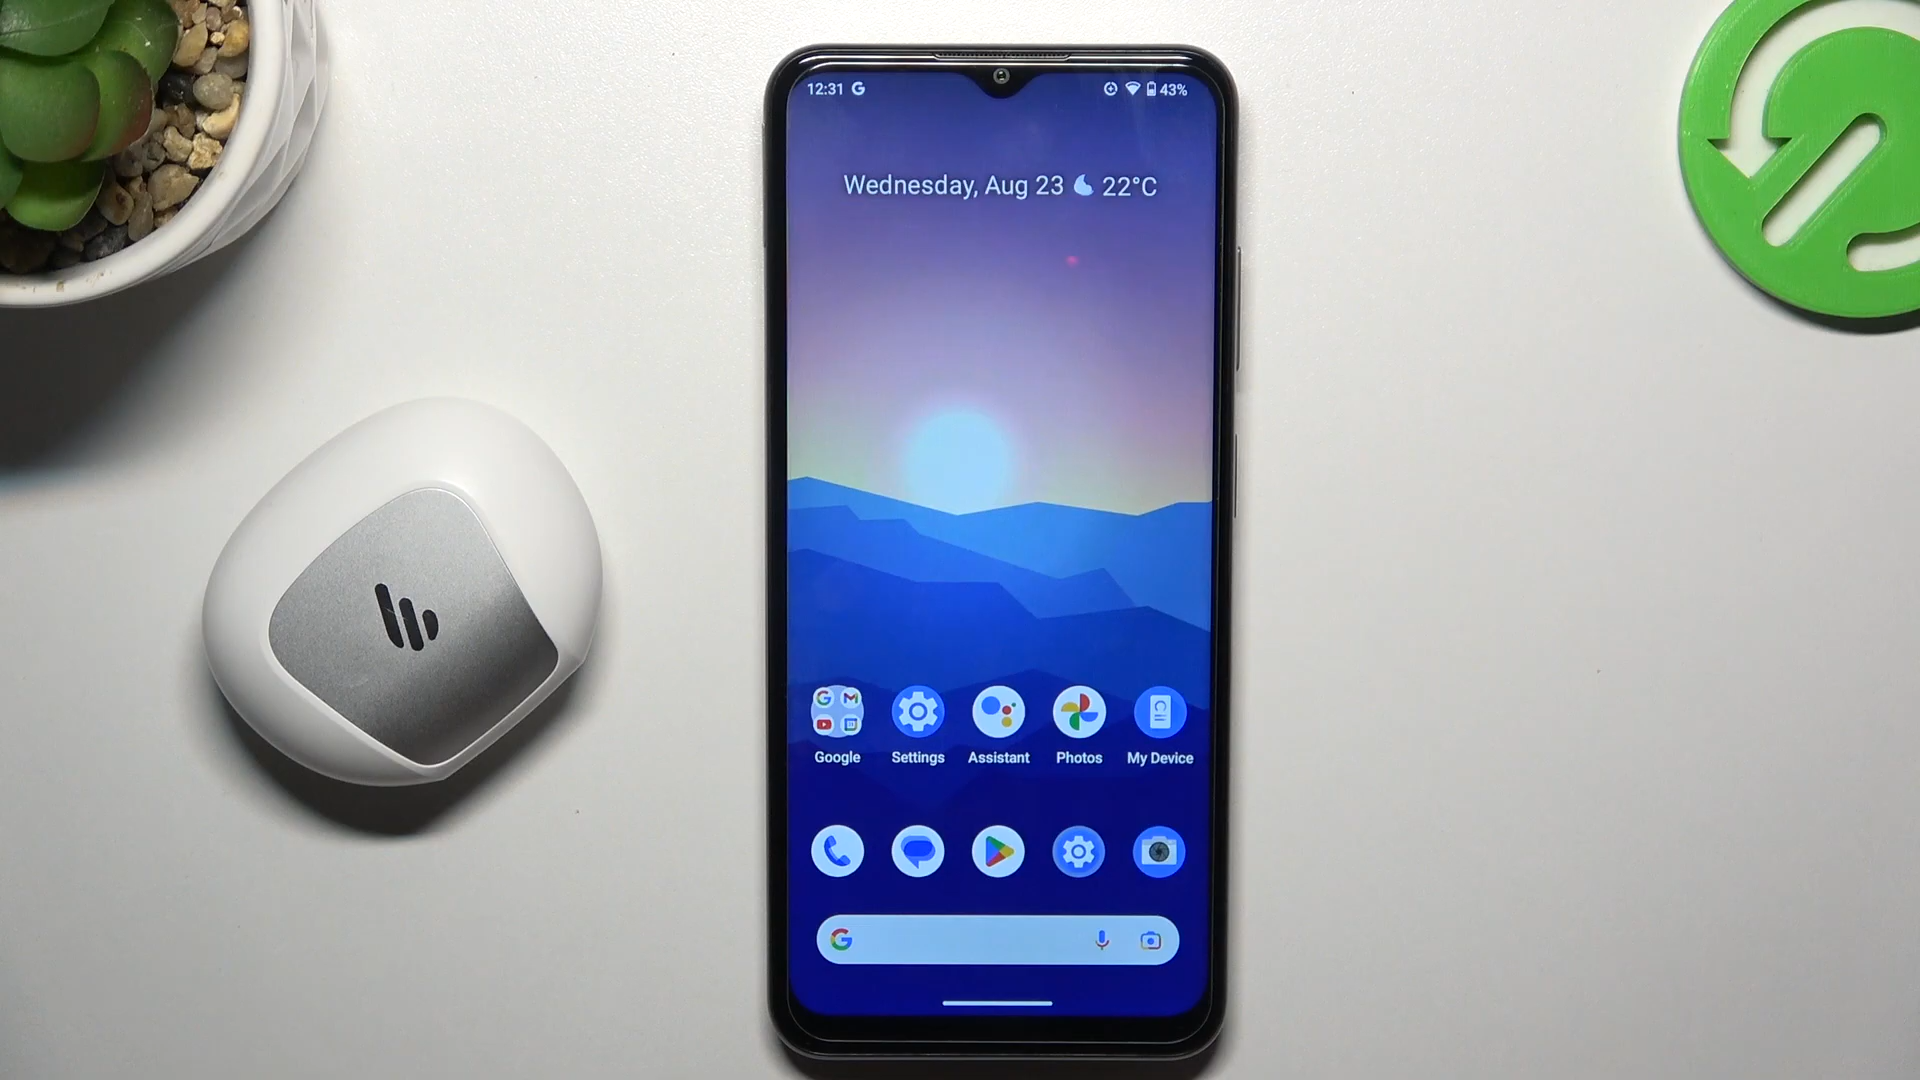 12:31 G 43%
Wednesday, Aug 23 22°C
Google Settings Assistant Photos My Device